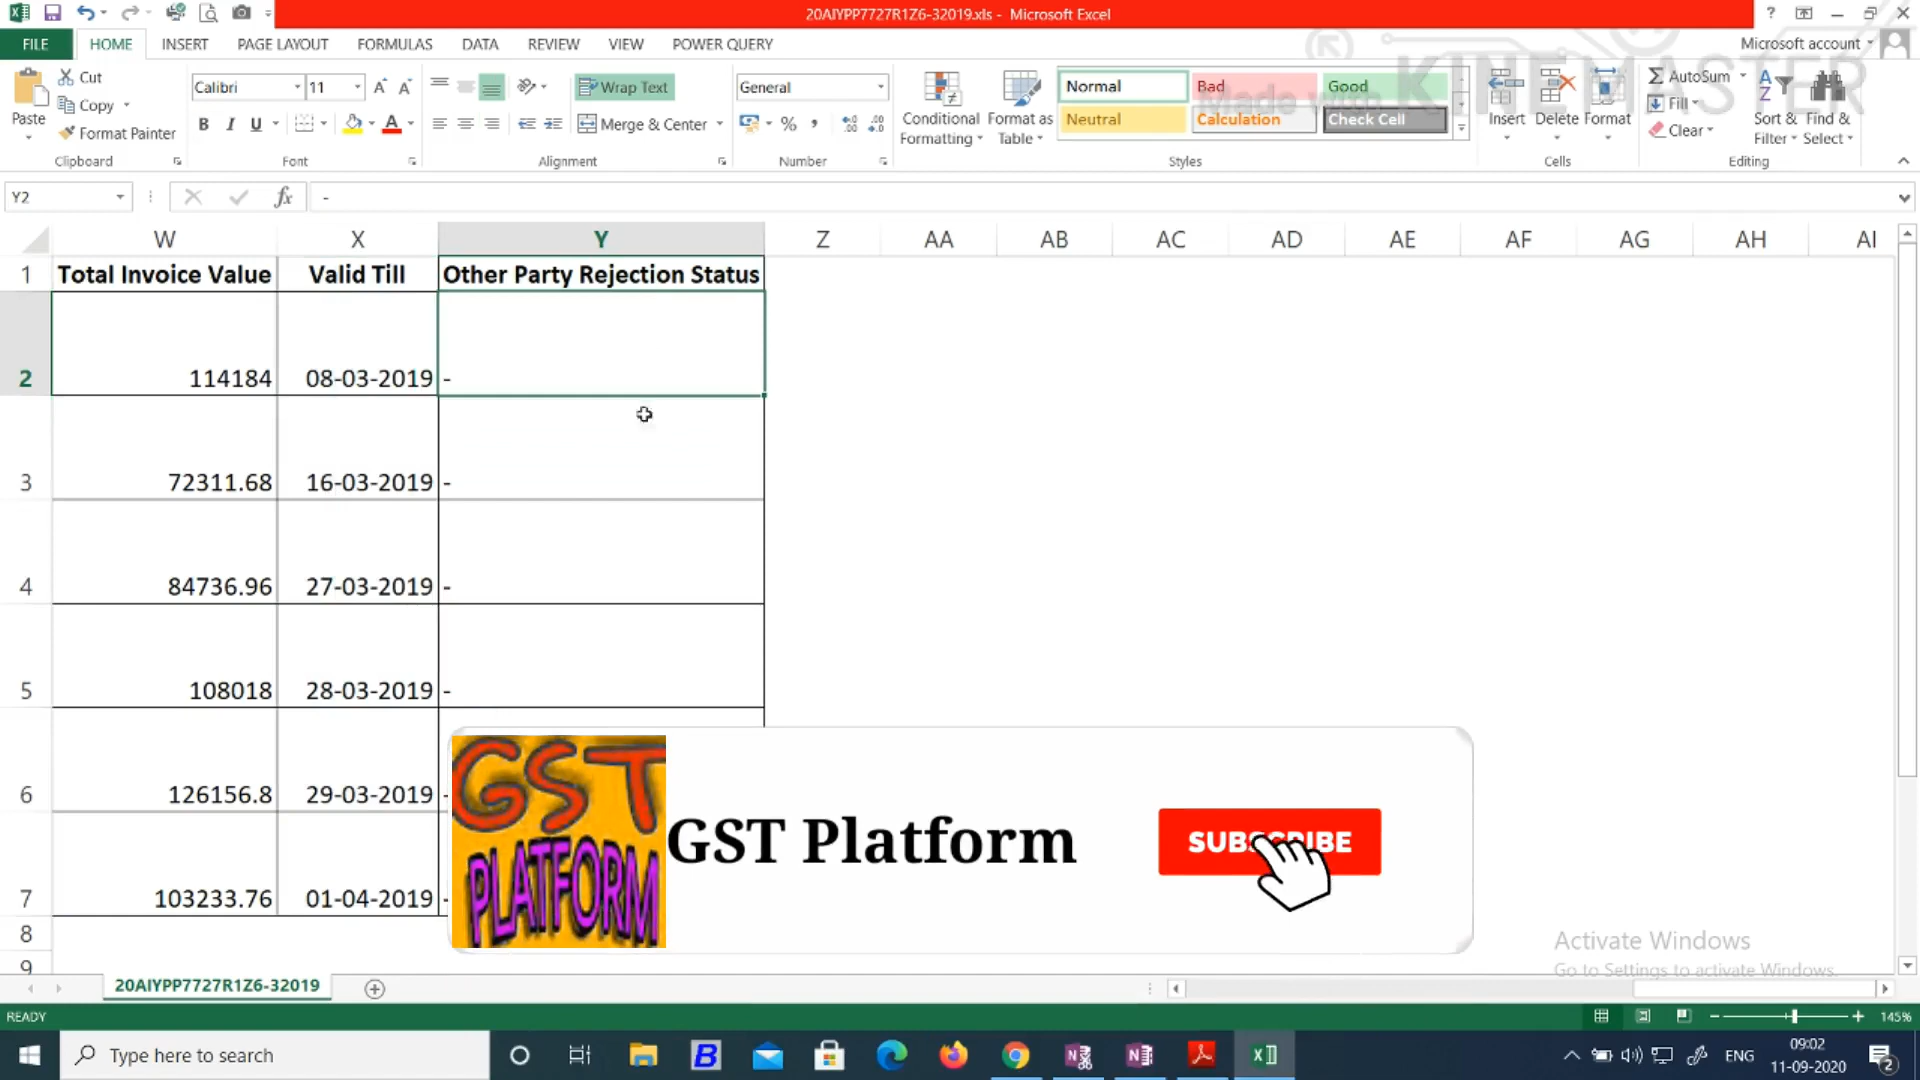 20AIYPP7727R1Z6-32019.xls - Microsoft Excel
?
FILE HOME INSERT PAGE LAYOUT FORMULAS DATA REVIEW VIEW POWER QUERY Microsoft account
Made with KINEMASTER
Paste
Cut
Copy
Format Painter
Clipboard
Calibri 11
B I U
Font
Wrap Text
Merge & Center
Alignment
General
%
Number
Conditional Formatting
Format as Table
Normal Bad Good
Neutral Calculation Check Cell
Styles
Insert Delete Format
Cells
AutoSum
Fill
Clear
Sort & Filter
Find & Select
Editing
Y2 fx -
W X Y Z AA AB AC AD AE AF AG AH AI
1 Total Invoice Value Valid Till Other Party Rejection Status
2 114184 08-03-2019 -
3 72311.68 16-03-2019 -
4 84736.96 27-03-2019 -
5 108018 28-03-2019 -
6 126156.8 29-03-2019
7 103233.76 01-04-2019
8
9
GST PLATFORM
GST Platform
SUBSCRIBE
Activate Windows
Go to Settings to activate Windows.
20AIYPP7727R1Z6-32019
READY 145%
Type here to search
ENG
09:02
11-09-2020
2